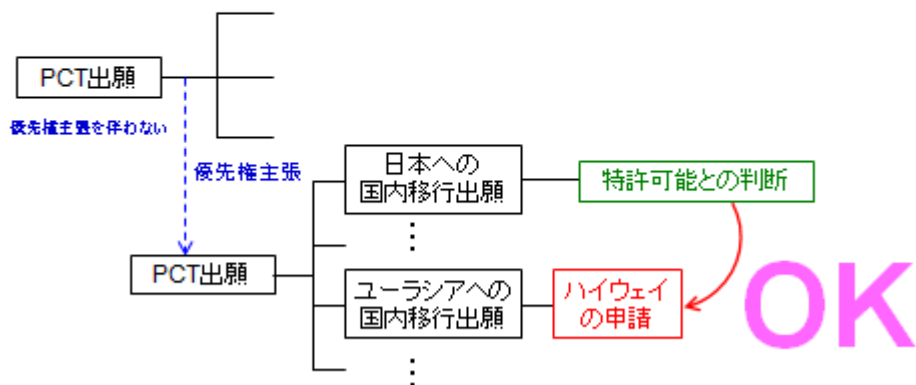 PCT出願
優先権主張を伴わない
優先権主張
日本への
国内移行出願
特許可能との判断
PCT出願
ユーラシアへの
国内移行出願
ハイウェイ
の申請
OK